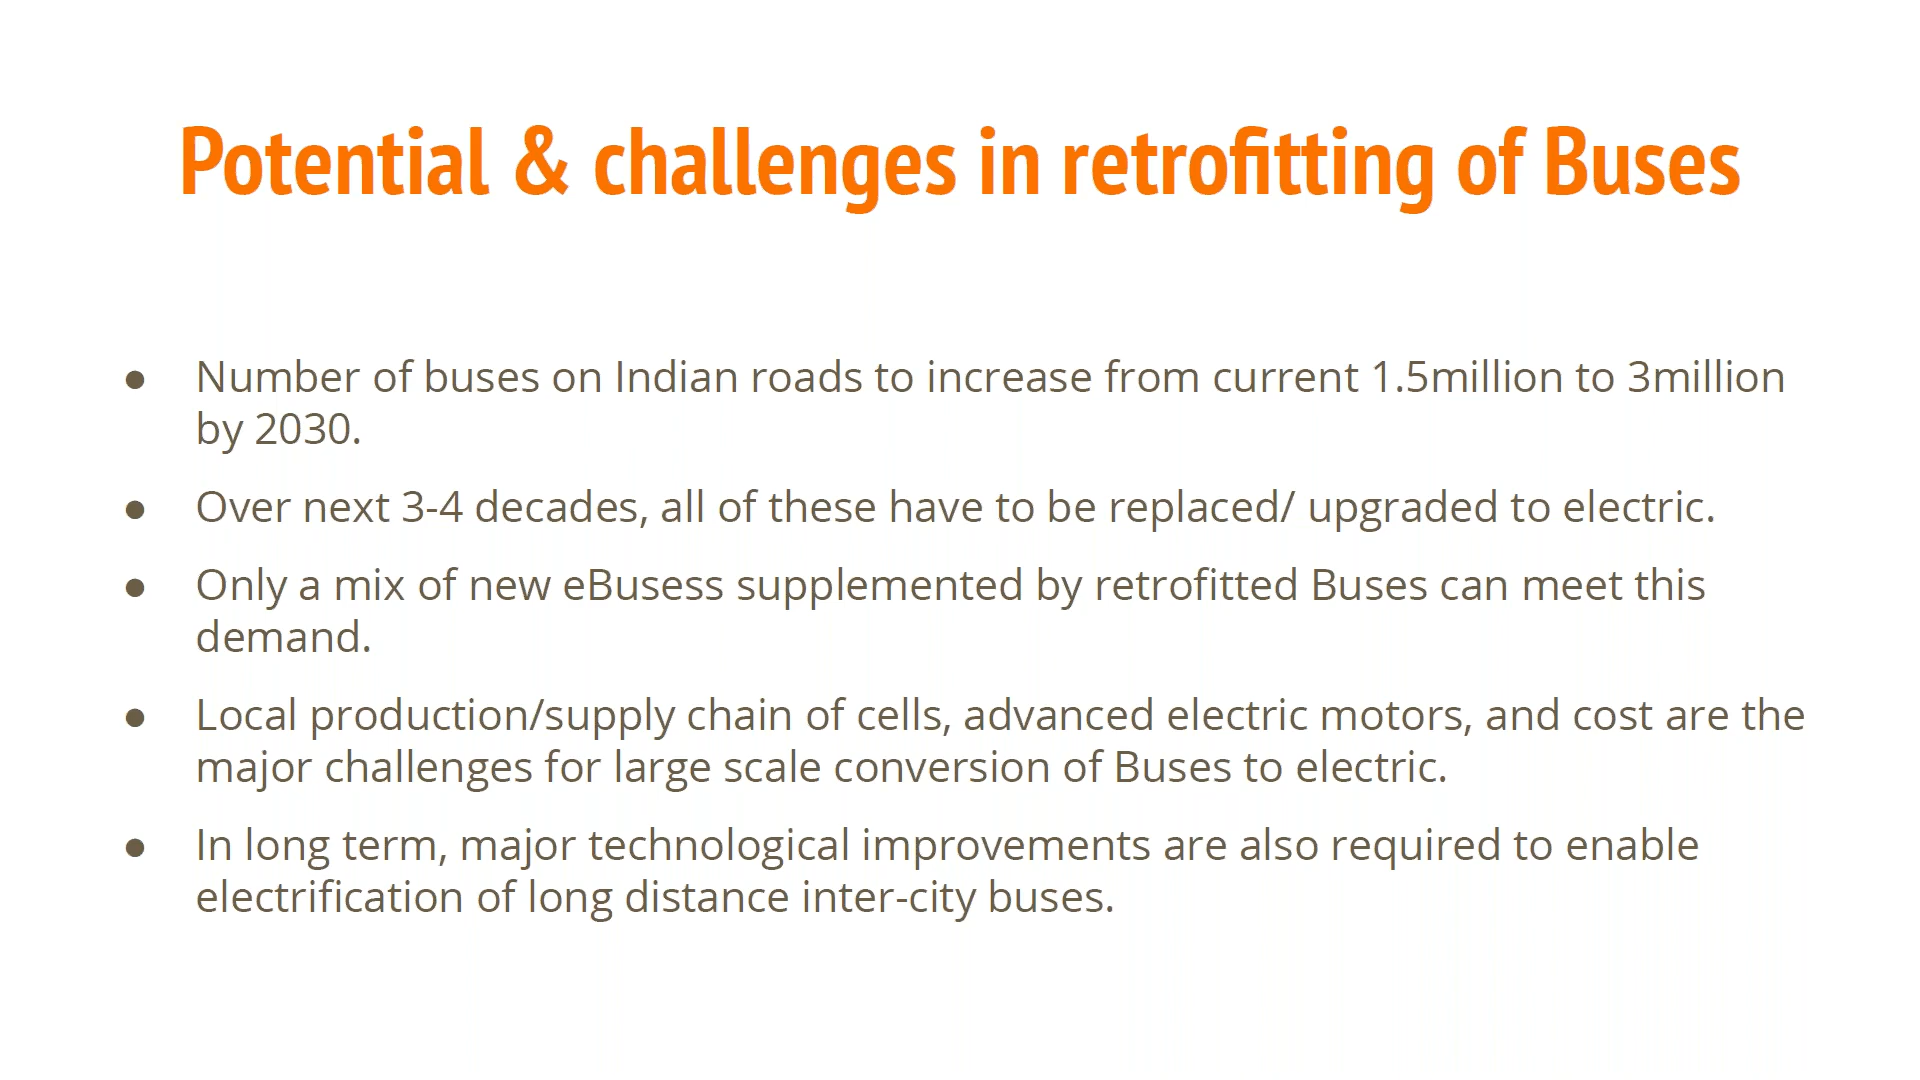 Potential & challenges in retrofitting of Buses
● Number of buses on Indian roads to increase from current 1.5million to 3million
by 2030.
● Over next 3-4 decades, all of these have to be replaced/ upgraded to electric.
● Only a mix of new eBusess supplemented by retrofitted Buses can meet this
demand.
● Local production/supply chain of cells, advanced electric motors, and cost are the
major challenges for large scale conversion of Buses to electric.
● In long term, major technological improvements are also required to enable
electrification of long distance inter-city buses.